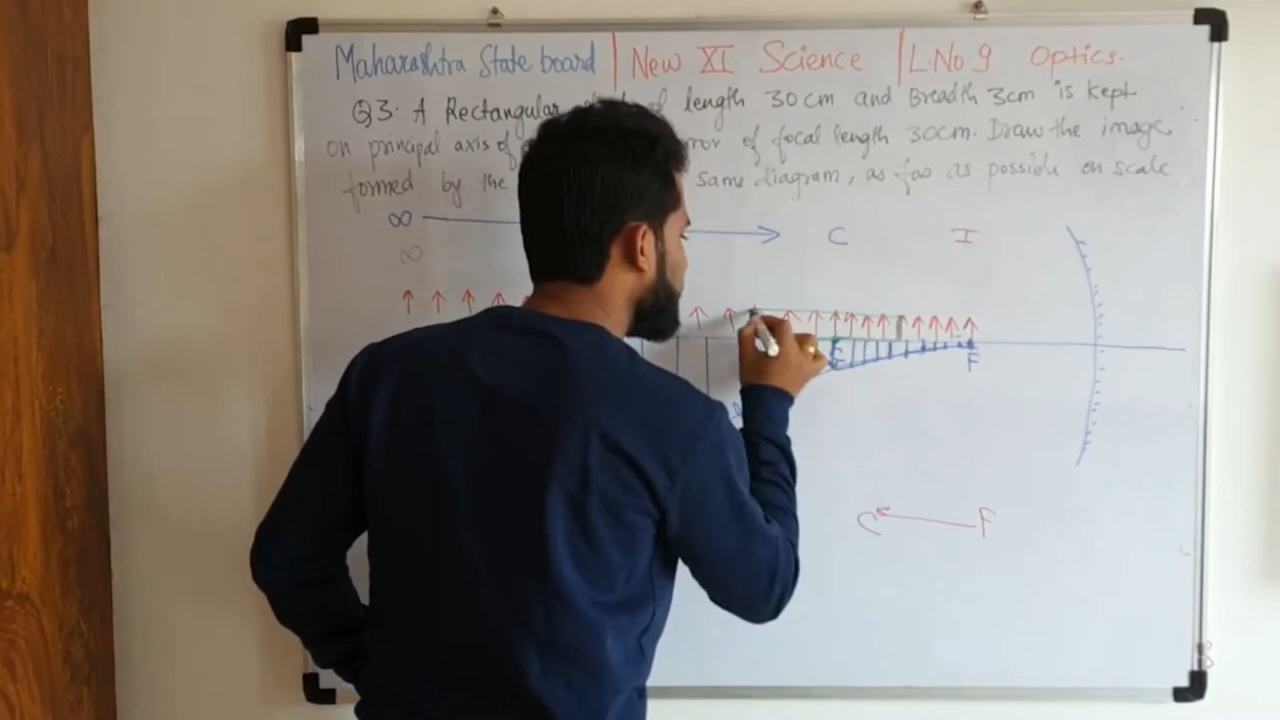 Maharashtra State board | New XI Science | L.No.9 Optics.
Q3. A Rectangular length 30 cm and Breadth 3cm is kept
on principal axis of of focal length 30cm. Draw the image
formed by the same diagram, as far as possible on scale
∞ C I
∞
C
F
C F